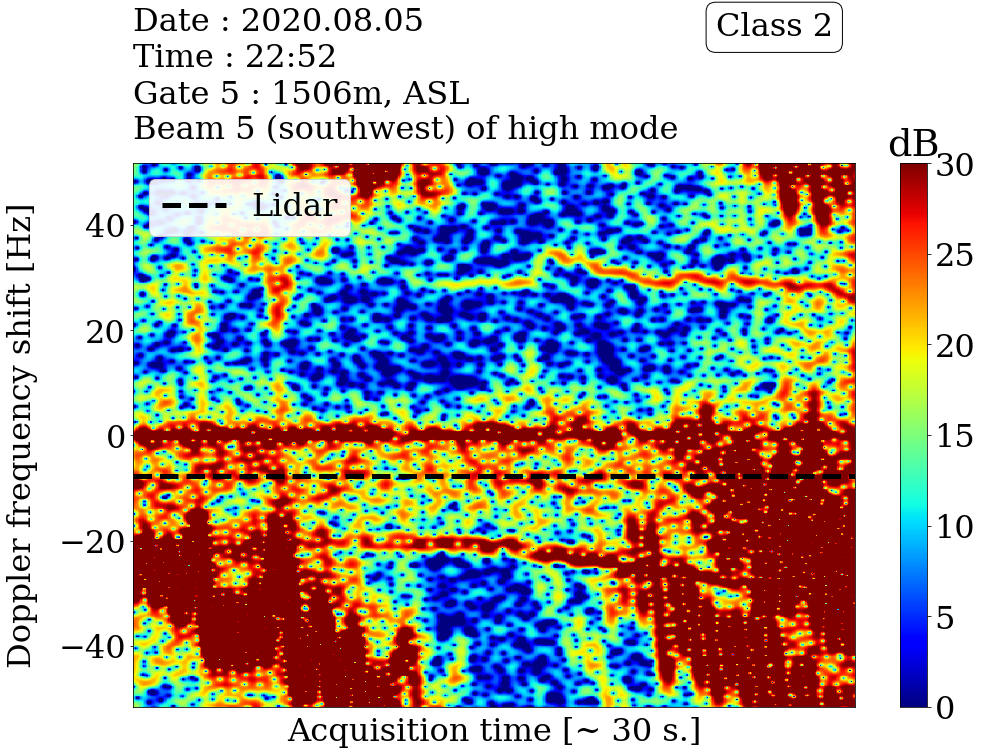 Date : 2020.08.05
Time : 22:52
Gate 5 : 1506m, ASL
Beam 5 (southwest) of high mode
Class 2
dB
Lidar
Doppler frequency shift [Hz]
40
20
0
−20
−40
30
25
20
15
10
5
0
Acquisition time [~ 30 s.]